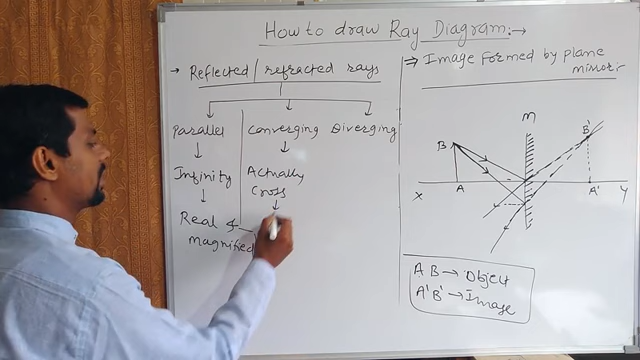 How to draw Ray Diagram:→
→ Reflected / refracted rays
Parallel Converging Diverging
Infinity Actually
Cross
Real &
magnified
⇒ Image formed by plane
mirror:
M
B B'
X A A' Y
AB → Object
A'B' → Image